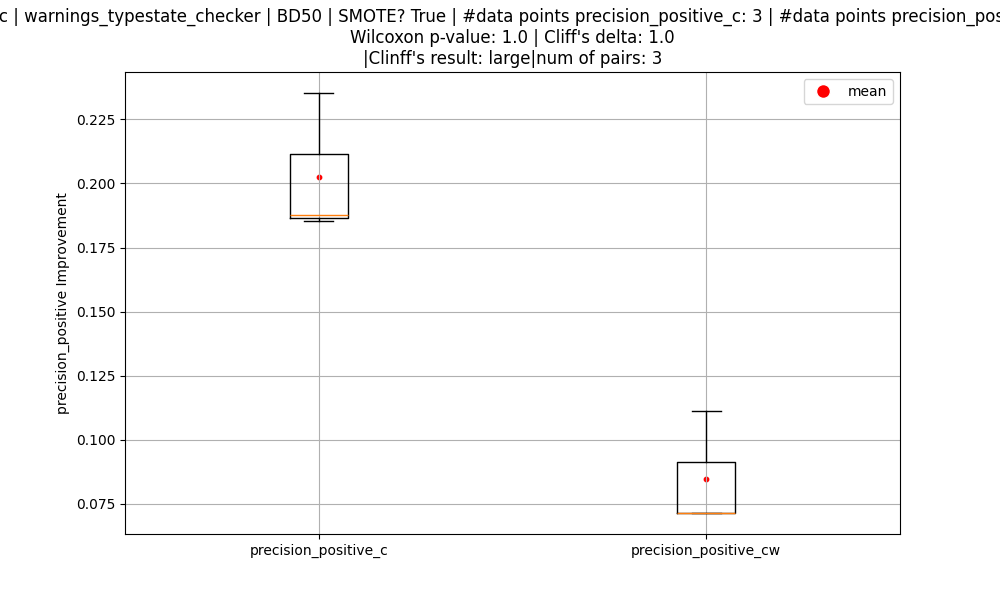 c | warnings_typestate_checker | BD50 | SMOTE? True | #data points precision_positive_c: 3 | #data points precision_pos
Wilcoxon p-value: 1.0 | Cliff's delta: 1.0
|Clinff's result: large|num of pairs: 3
mean
0.225
0.200
0.175
0.150
0.125
0.100
0.075
precision_positive Improvement
precision_positive_c
precision_positive_cw